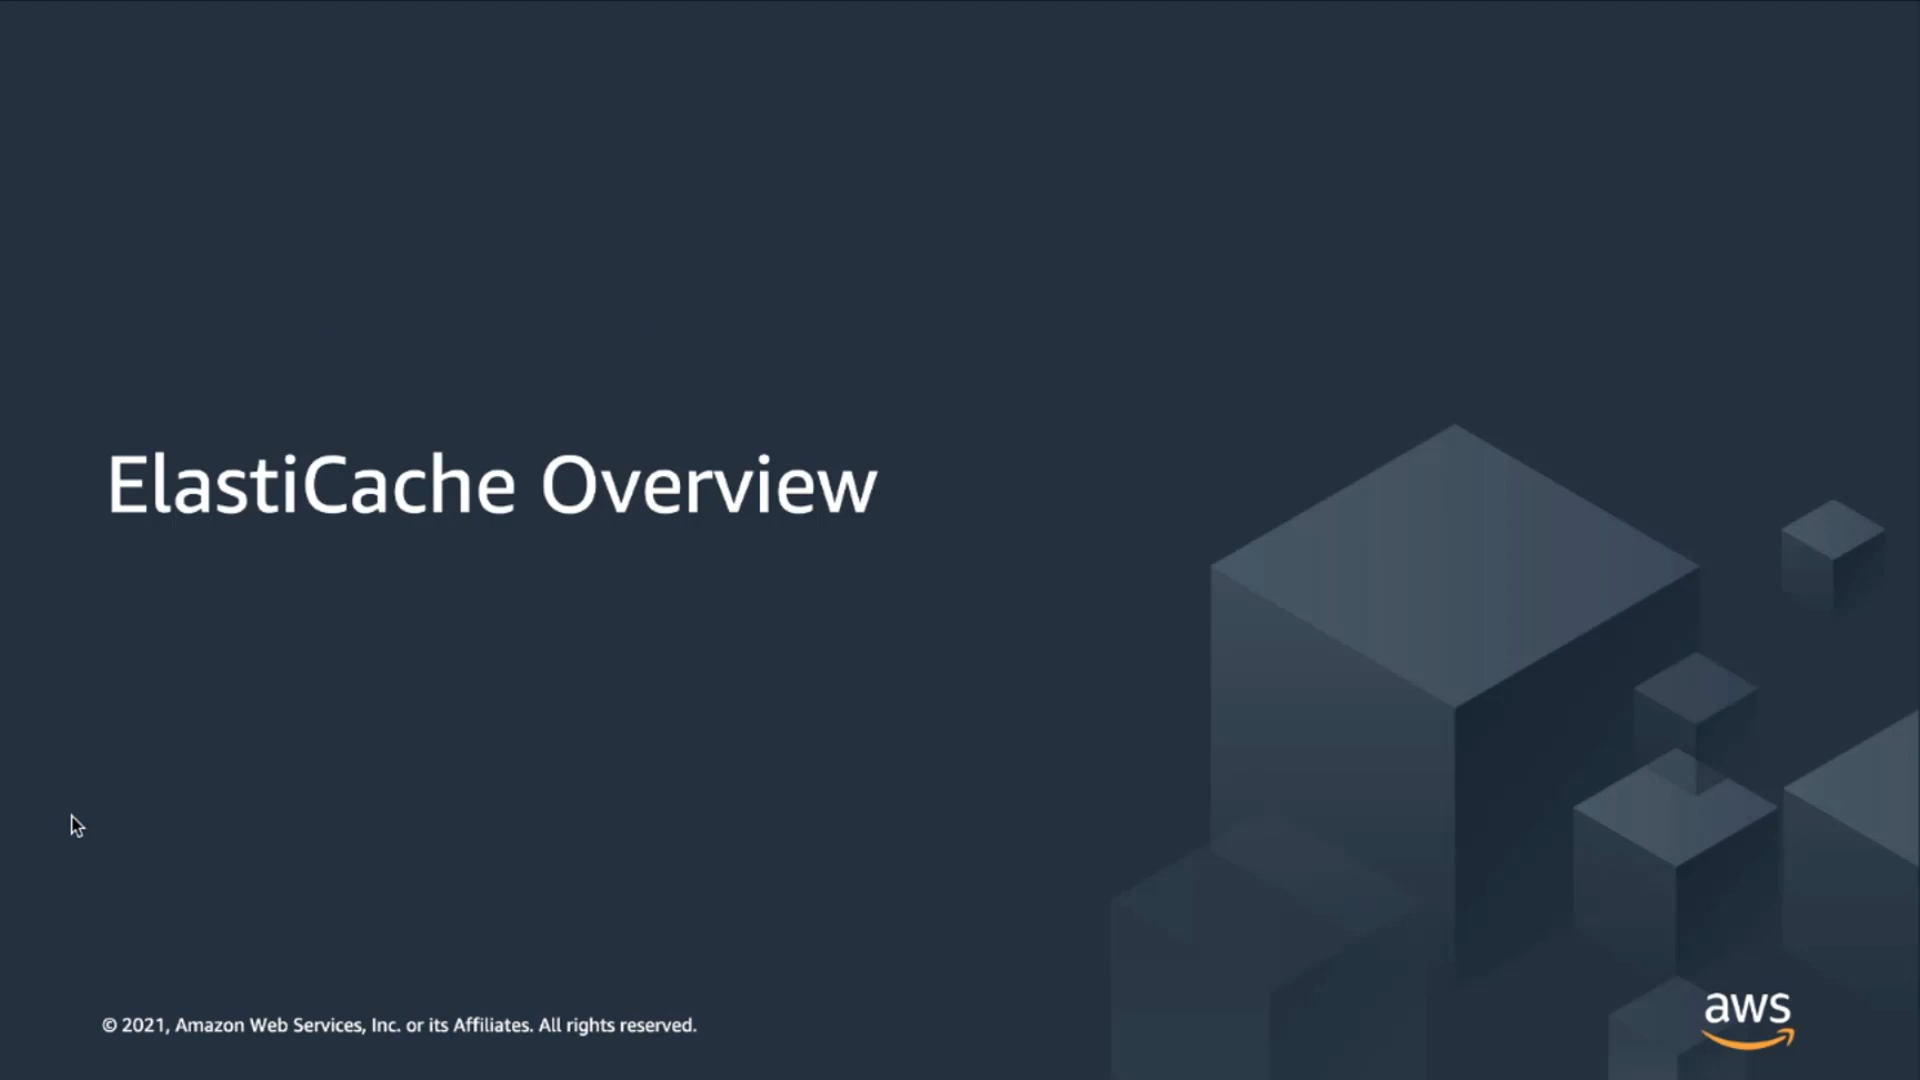 ElastiCache Overview
© 2021, Amazon Web Services, Inc. or its Affiliates. All rights reserved.
aws